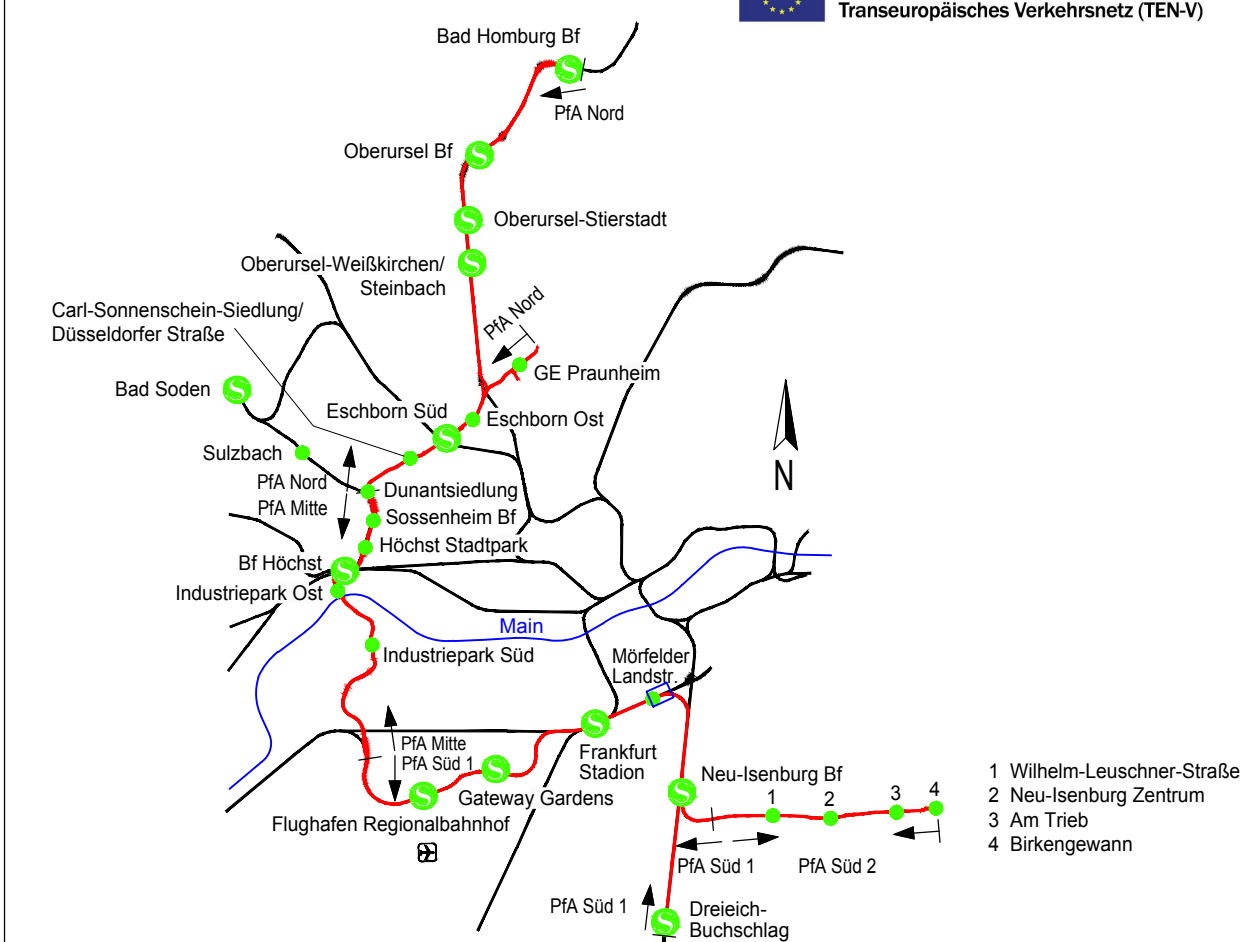 Transeuropäisches Verkehrsnetz (TEN-V)
Bad Homburg Bf
PfA Nord
Oberursel Bf
Oberursel-Stierstadt
Oberursel-Weißkirchen/
Steinbach
PfA Nord
Carl-Sonnenschein-Siedlung/
Düsseldorfer Straße
GE Praunheim
Bad Soden
Eschborn Süd
Eschborn Ost
Sulzbach
PfA Nord
PfA Mitte
Dunantsiedlung
Sossenheim Bf
Höchst Stadtpark
Bf Höchst
Industriepark Ost
Main
Industriepark Süd
Mörfelder
Landstr.
N
PfA Mitte
PfA Süd 1
Frankfurt
Stadion
Gateway Gardens
Flughafen Regionalbahnhof
Neu-Isenburg Bf
1
2
3
4
PfA Süd 1
PfA Süd 2
PfA Süd 1
Dreieich-
Buchschlag
1 Wilhelm-Leuschner-Straße
2 Neu-Isenburg Zentrum
3 Am Trieb
4 Birkengewann
S
S
S
S
S
S
S
S
S
S
S
S